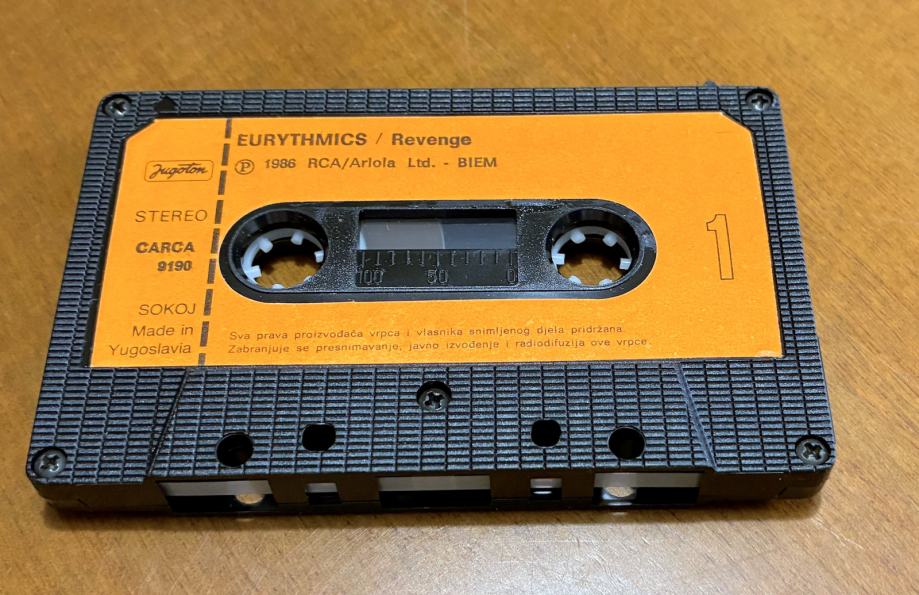 EURYTHMICS / Revenge
Ⓟ 1986 RCA/Ariola Ltd. - BIEM
Jugoton
STEREO
CARCA
9190
SOKOJ
Made in
Yugoslavia
1
100 50 0
Sva prava proizvođača vrpca i vlasnika snimljenog djela pridržana.
Zabranjuje se presnimavanje, javno izvođenje i radiodifuzija ove vrpce.